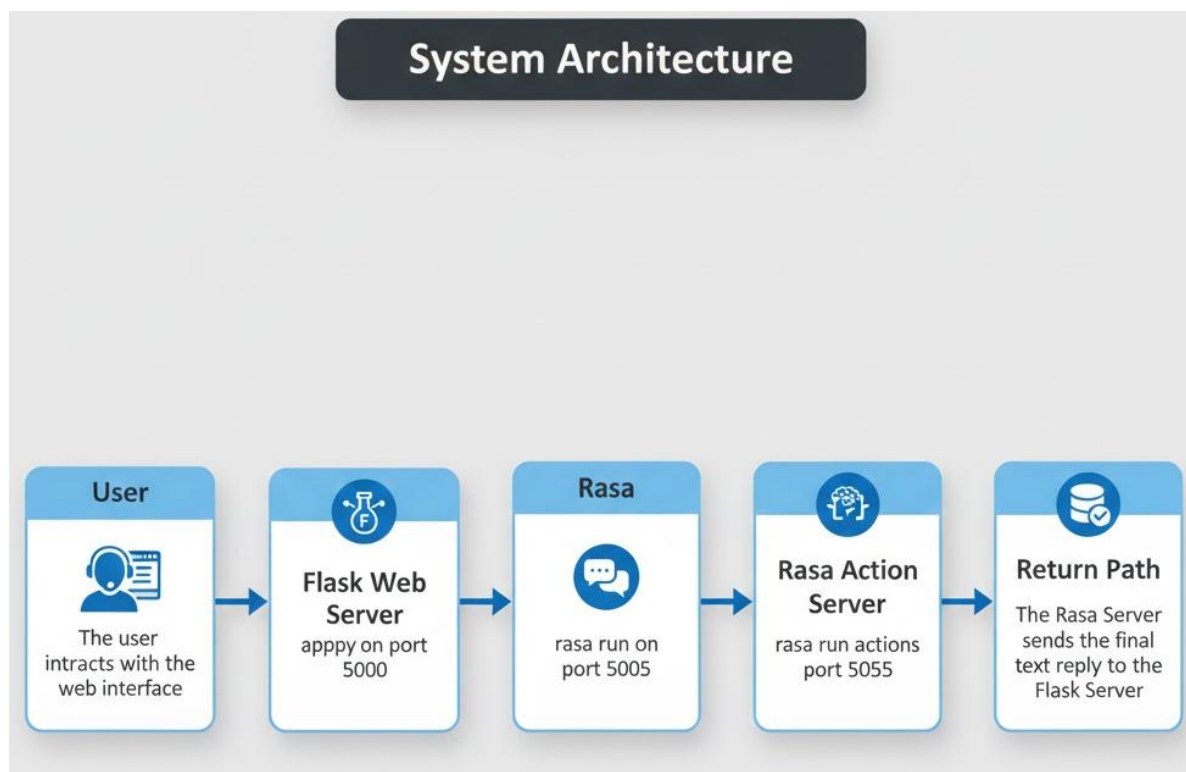 System Architecture
User
The user
intracts with the
web interface
F
Flask Web
Server
apppy on port
5000
Rasa
rasa run on
port 5005
Rasa Action
Server
rasa run actions
port 5055
Return Path
The Rasa Server
sends the final
text reply to the
Flask Server